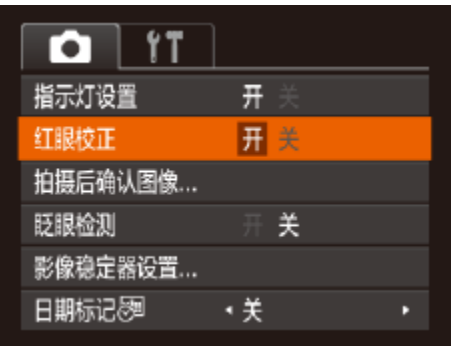 指示灯设置 开 关
红眼校正 开 关
拍摄后确认图像...
眨眼检测 开 关
影像稳定器设置...
日期标记 关